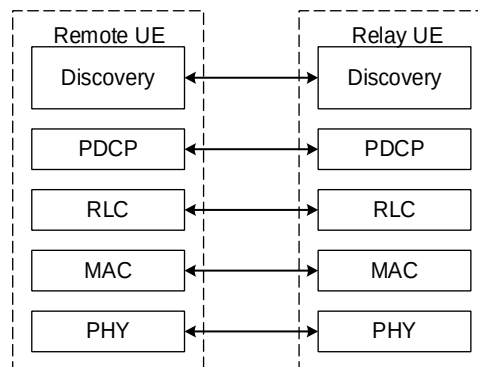 Remote UE
Relay UE
Discovery
Discovery
PDCP
PDCP
RLC
RLC
MAC
MAC
PHY
PHY